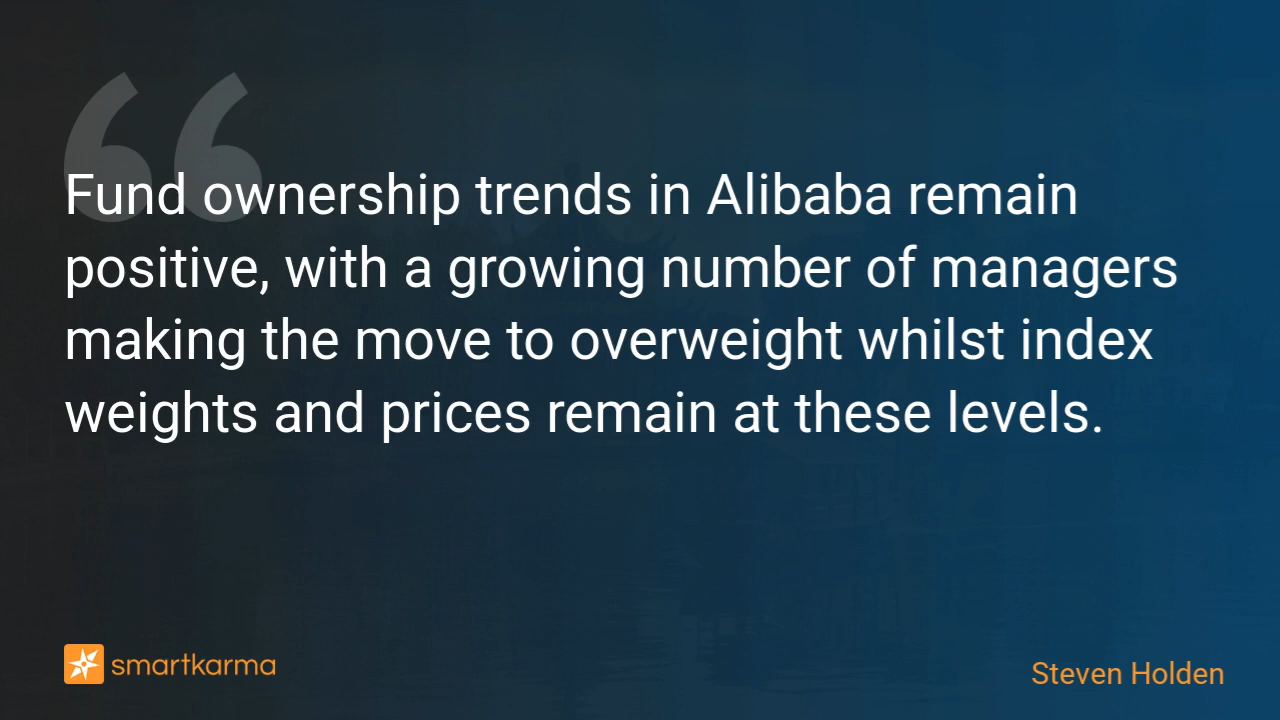 Fund ownership trends in Alibaba remain
positive, with a growing number of managers
making the move to overweight whilst index
weights and prices remain at these levels.
smartkarma
Steven Holden